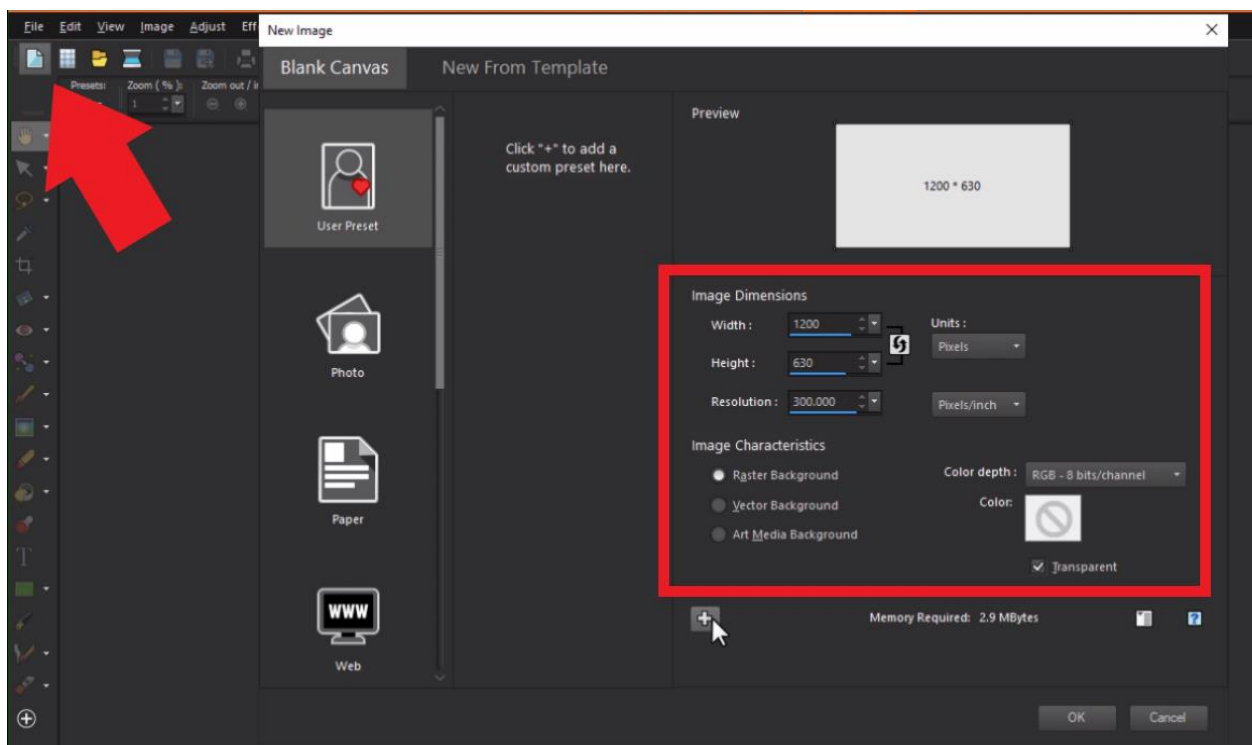 File Edit View Image Adjust Eff
New Image
Blank Canvas New From Template
Presets: Zoom ( % ): Zoom out / i
1
Preview
Click "+" to add a
custom preset here.
1200 * 630
User Preset
Image Dimensions
Width : 1200 Units :
Pixels
Height : 630
Photo
Resolution : 300.000 Pixels/inch
Image Characteristics
Raster Background Color depth : RGB - 8 bits/channel
Vector Background Color:
Paper
Art Media Background
Transparent
T
WWW
Memory Required: 2.9 MBytes
Web
OK Cancel